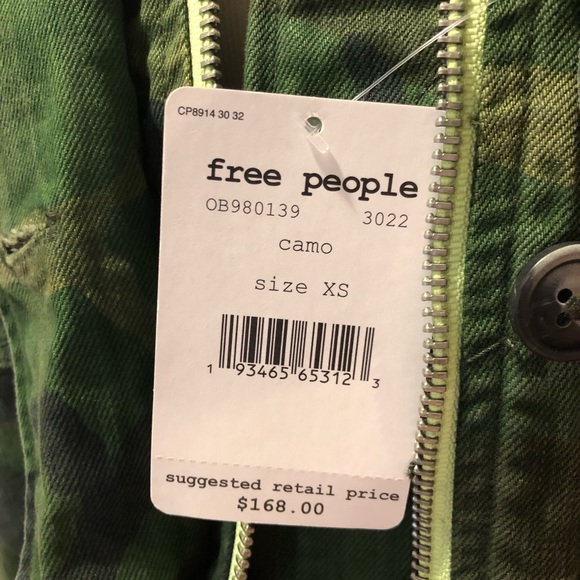 CP8914 30 32
free people
OB980139 3022
camo
size XS
1 93465 65312 3
suggested retail price
$168.00